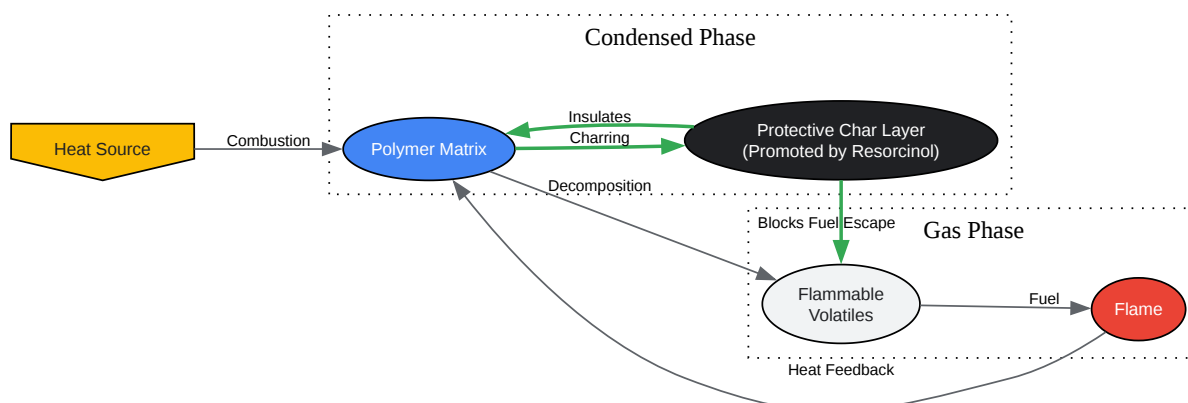 Condensed Phase
Heat Source
Combustion
Polymer Matrix
Insulates
Charring
Protective Char Layer
(Promoted by Resorcinol)
Decomposition
Blocks Fuel Escape
Gas Phase
Flammable
Volatiles
Fuel
Flame
Heat Feedback